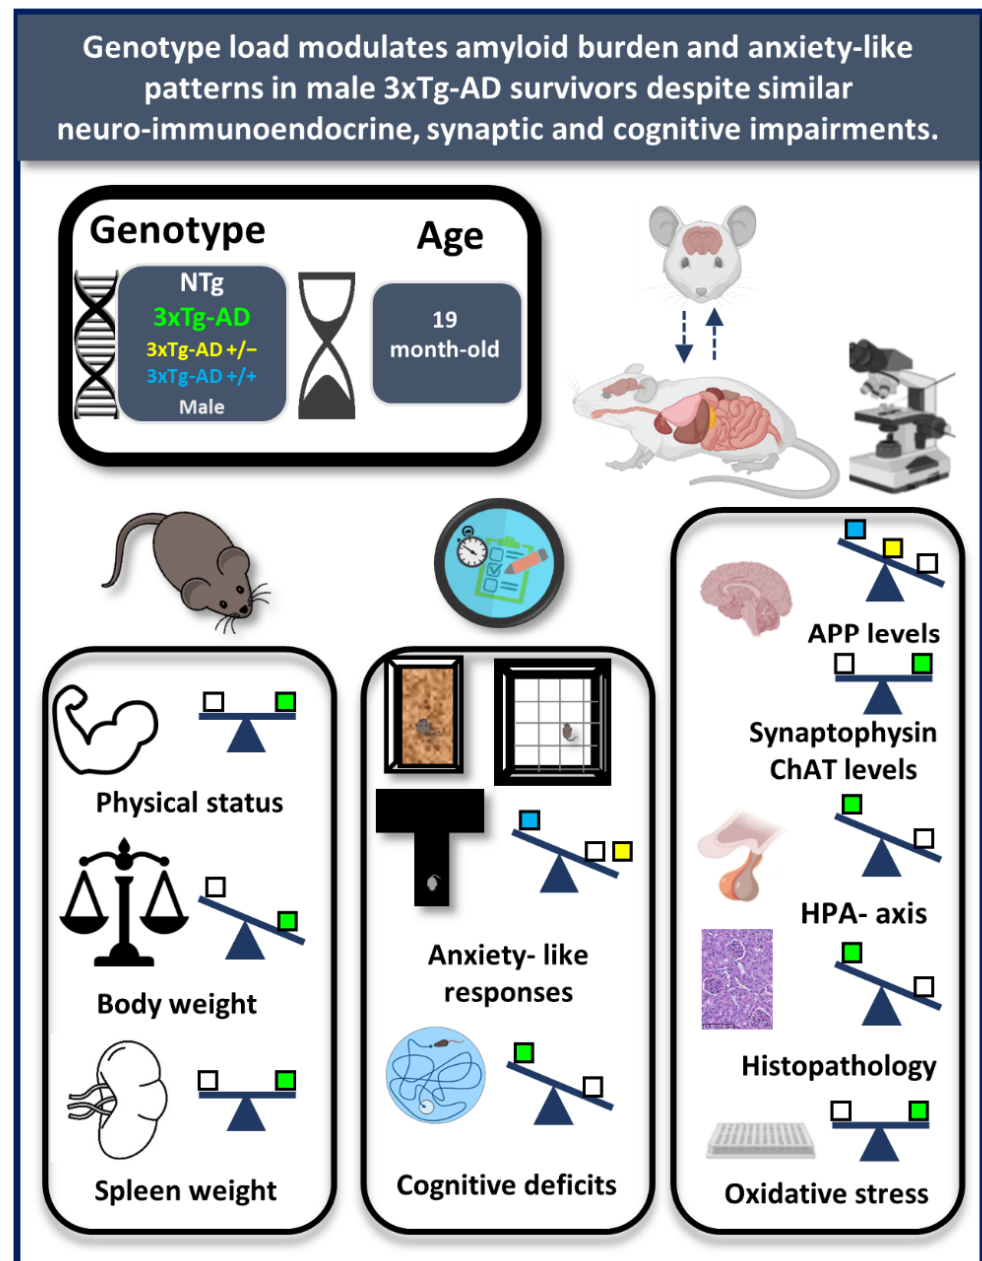 Genotype load modulates amyloid burden and anxiety-like
patterns in male 3xTg-AD survivors despite similar
neuro-immunoendocrine, synaptic and cognitive impairments.
Genotype
NTg
3xTg-AD
3xTg-AD +/−
3xTg-AD +/+
Male
Age
19
month-old
Physical status
Body weight
Spleen weight
Anxiety- like
responses
Cognitive deficits
APP levels
Synaptophysin
ChAT levels
HPA- axis
Histopathology
Oxidative stress